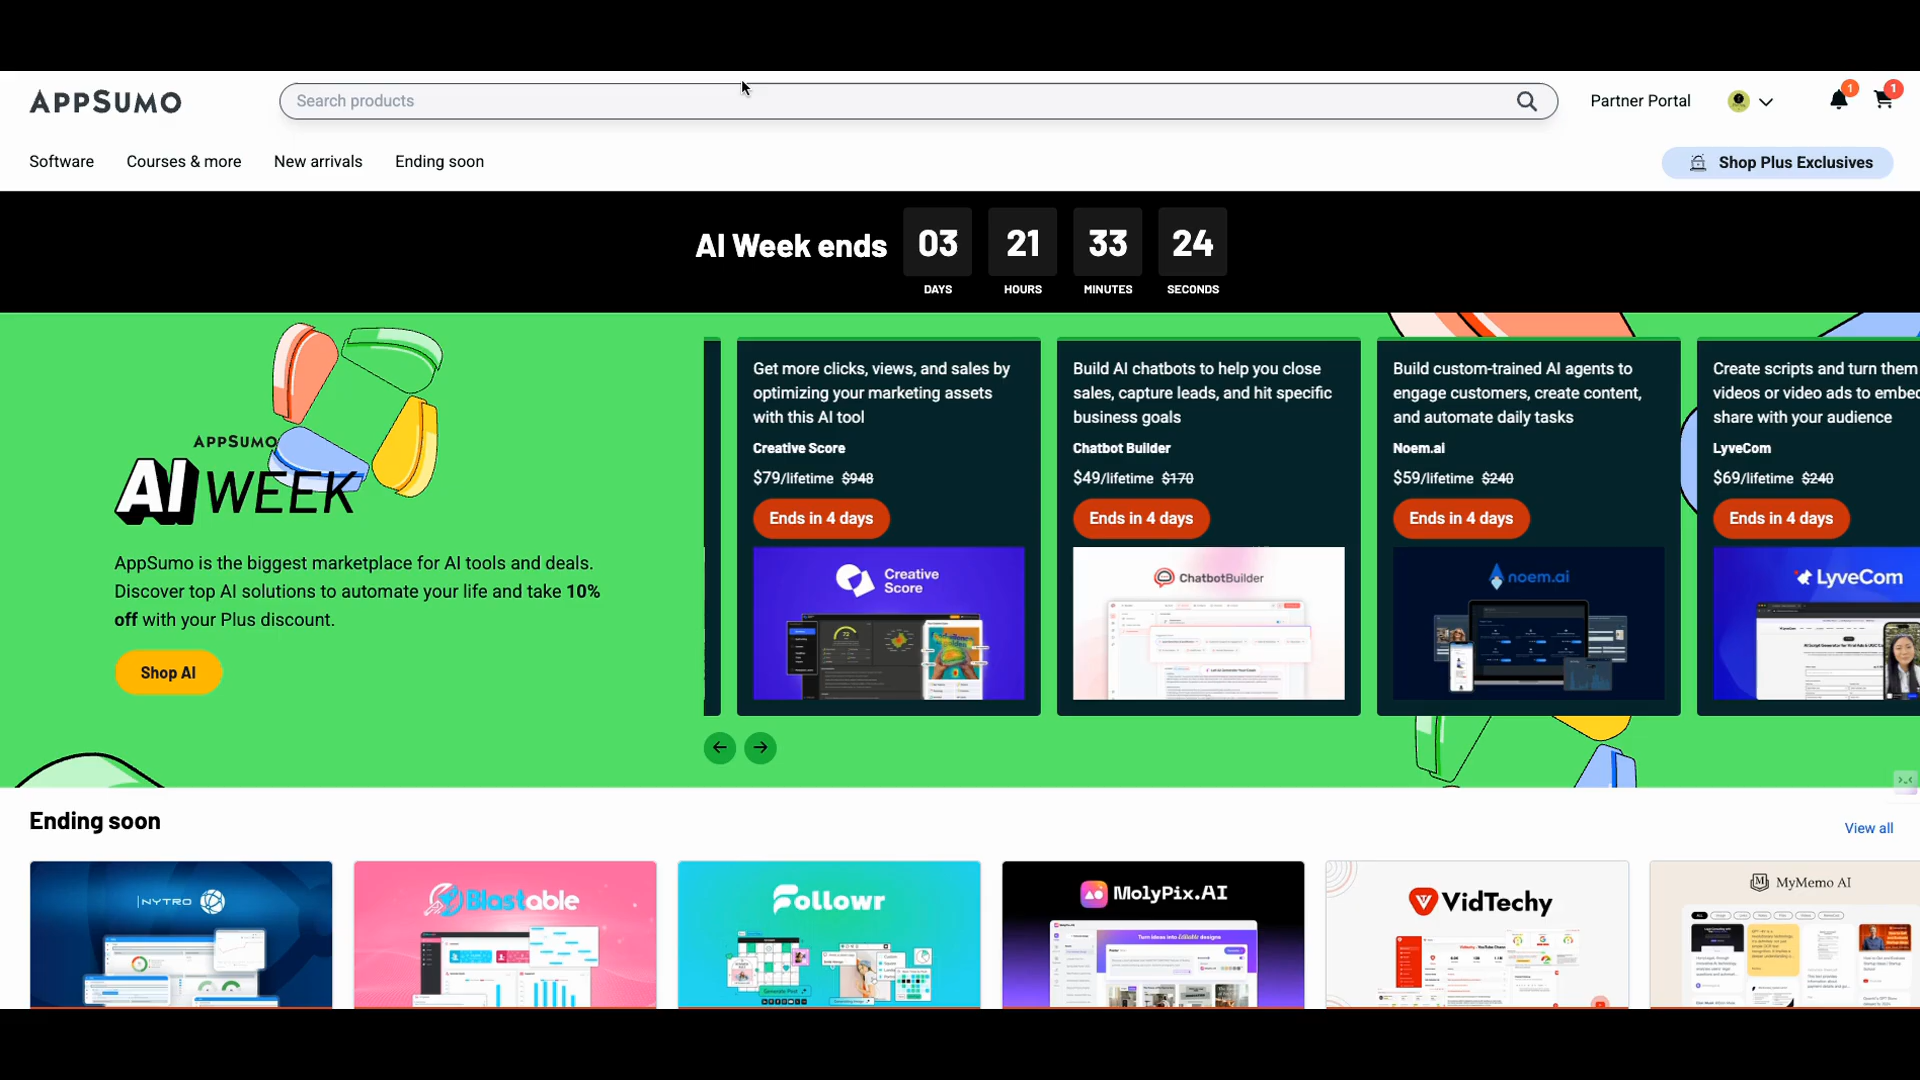 APPSUMO
Search products
Partner Portal
1
1
Software
Courses & more
New arrivals
Ending soon
Shop Plus Exclusives
AI Week ends
03
21
33
24
DAYS
HOURS
MINUTES
SECONDS
APPSUMO
AI WEEK
AppSumo is the biggest marketplace for AI tools and deals.
Discover top AI solutions to automate your life and take 10%
off with your Plus discount.
Shop AI
Get more clicks, views, and sales by
optimizing your marketing assets
with this AI tool
Creative Score
$79/lifetime $948
Ends in 4 days
Creative
Score
Build AI chatbots to help you close
sales, capture leads, and hit specific
business goals
Chatbot Builder
$49/lifetime $170
Ends in 4 days
ChatbotBuilder
Build custom-trained AI agents to
engage customers, create content,
and automate daily tasks
Noem.ai
$59/lifetime $240
Ends in 4 days
noem.ai
Create scripts and turn them
videos or video ads to embed
share with your audience
LyveCom
$69/lifetime $240
Ends in 4 days
LyveCom
Ending soon
View all
NYTRO
Blastable
Followr
MolyPix.AI
Turn ideas into Editable designs
VidTechy
MyMemo AI